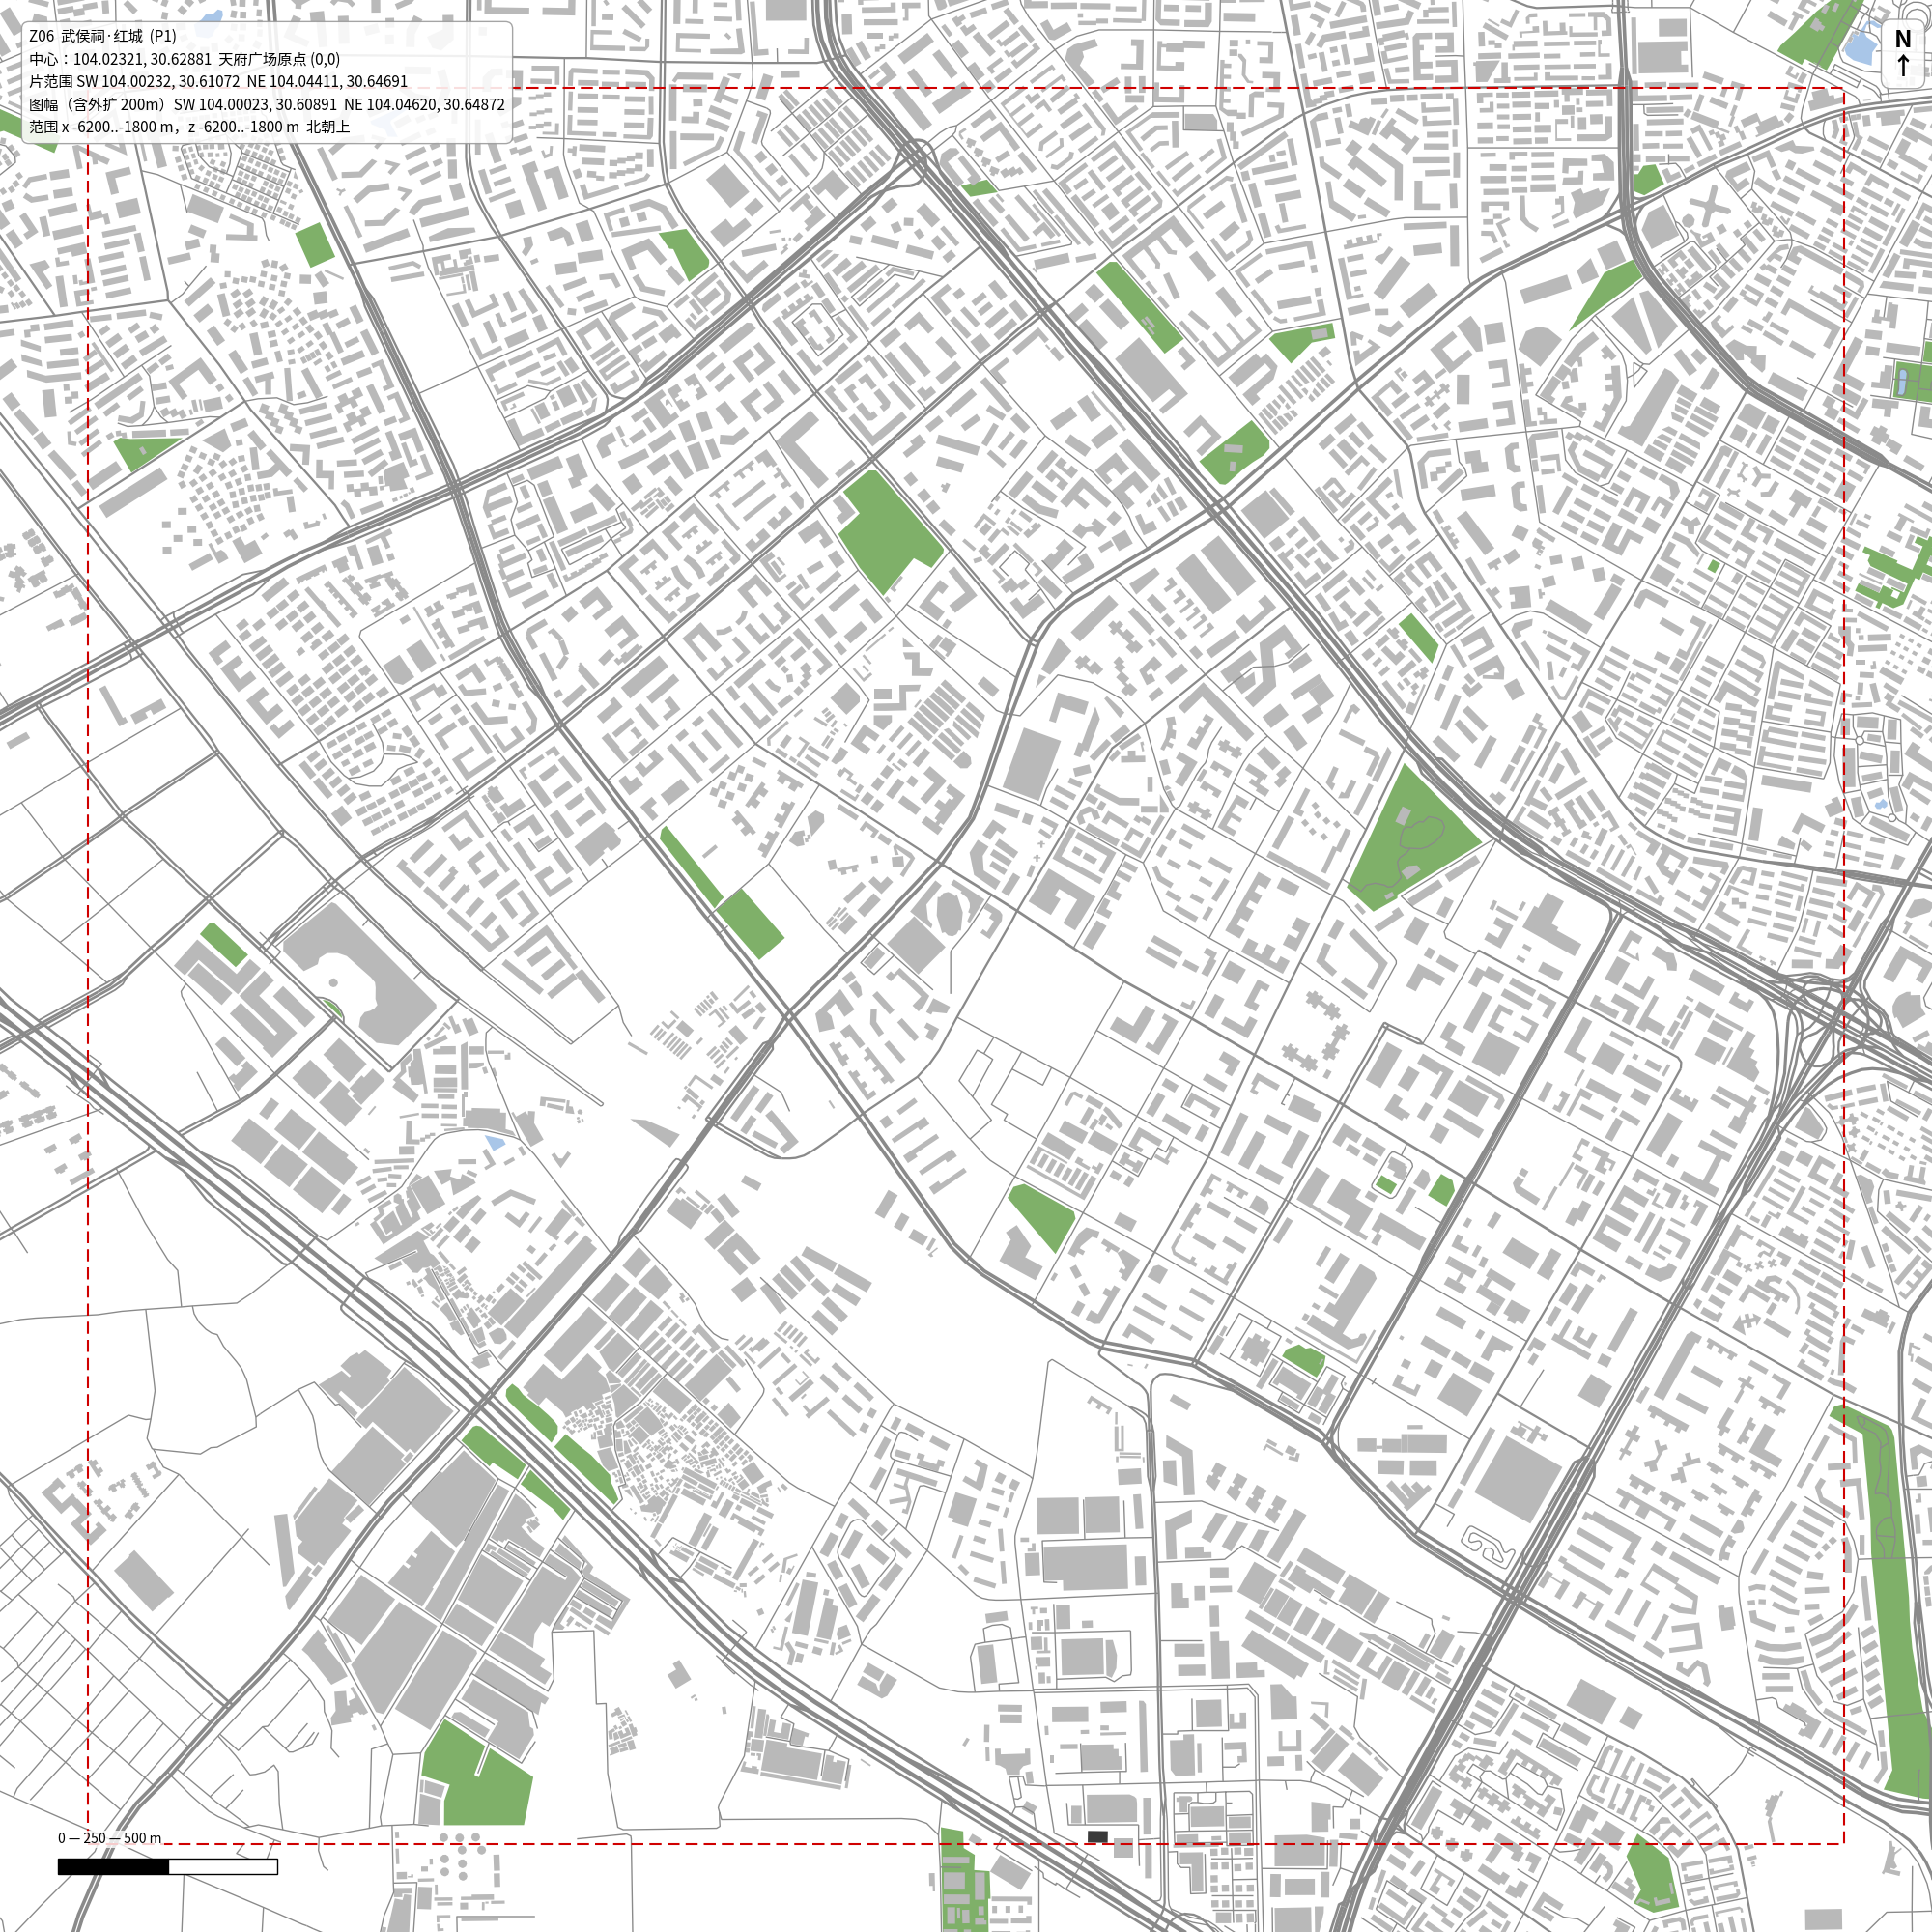 Z06 武侯祠·红城 (P1)
中心：104.02321, 30.62881 天府广场原点 (0,0)
片范围 SW 104.00232, 30.61072 NE 104.04411, 30.64691
图幅（含外扩 200m）SW 104.00023, 30.60891 NE 104.04620, 30.64872
范围 x -6200..-1800 m，z -6200..-1800 m 北朝上
N
↑
0 — 250 — 500 m